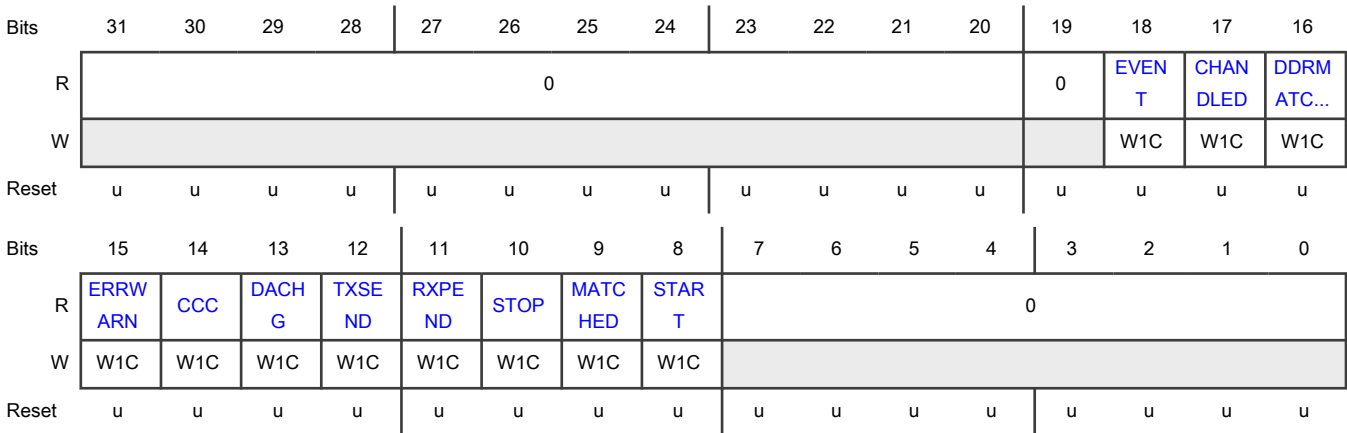 Bits 31 30 29 28 27 26 25 24 23 22 21 20 19 18 17 16
R 0 0 EVEN CHAN DDRM
T DLED ATC...
W W1C W1C W1C
Reset u u u u u u u u u u u u u u u u
Bits 15 14 13 12 11 10 9 8 7 6 5 4 3 2 1 0
R ERRW CCC DACH TXSE RXPE STOP MATC STAR 0
WARN G ND ND HED T
W W1C W1C W1C W1C W1C W1C W1C W1C
Reset u u u u u u u u u u u u u u u u